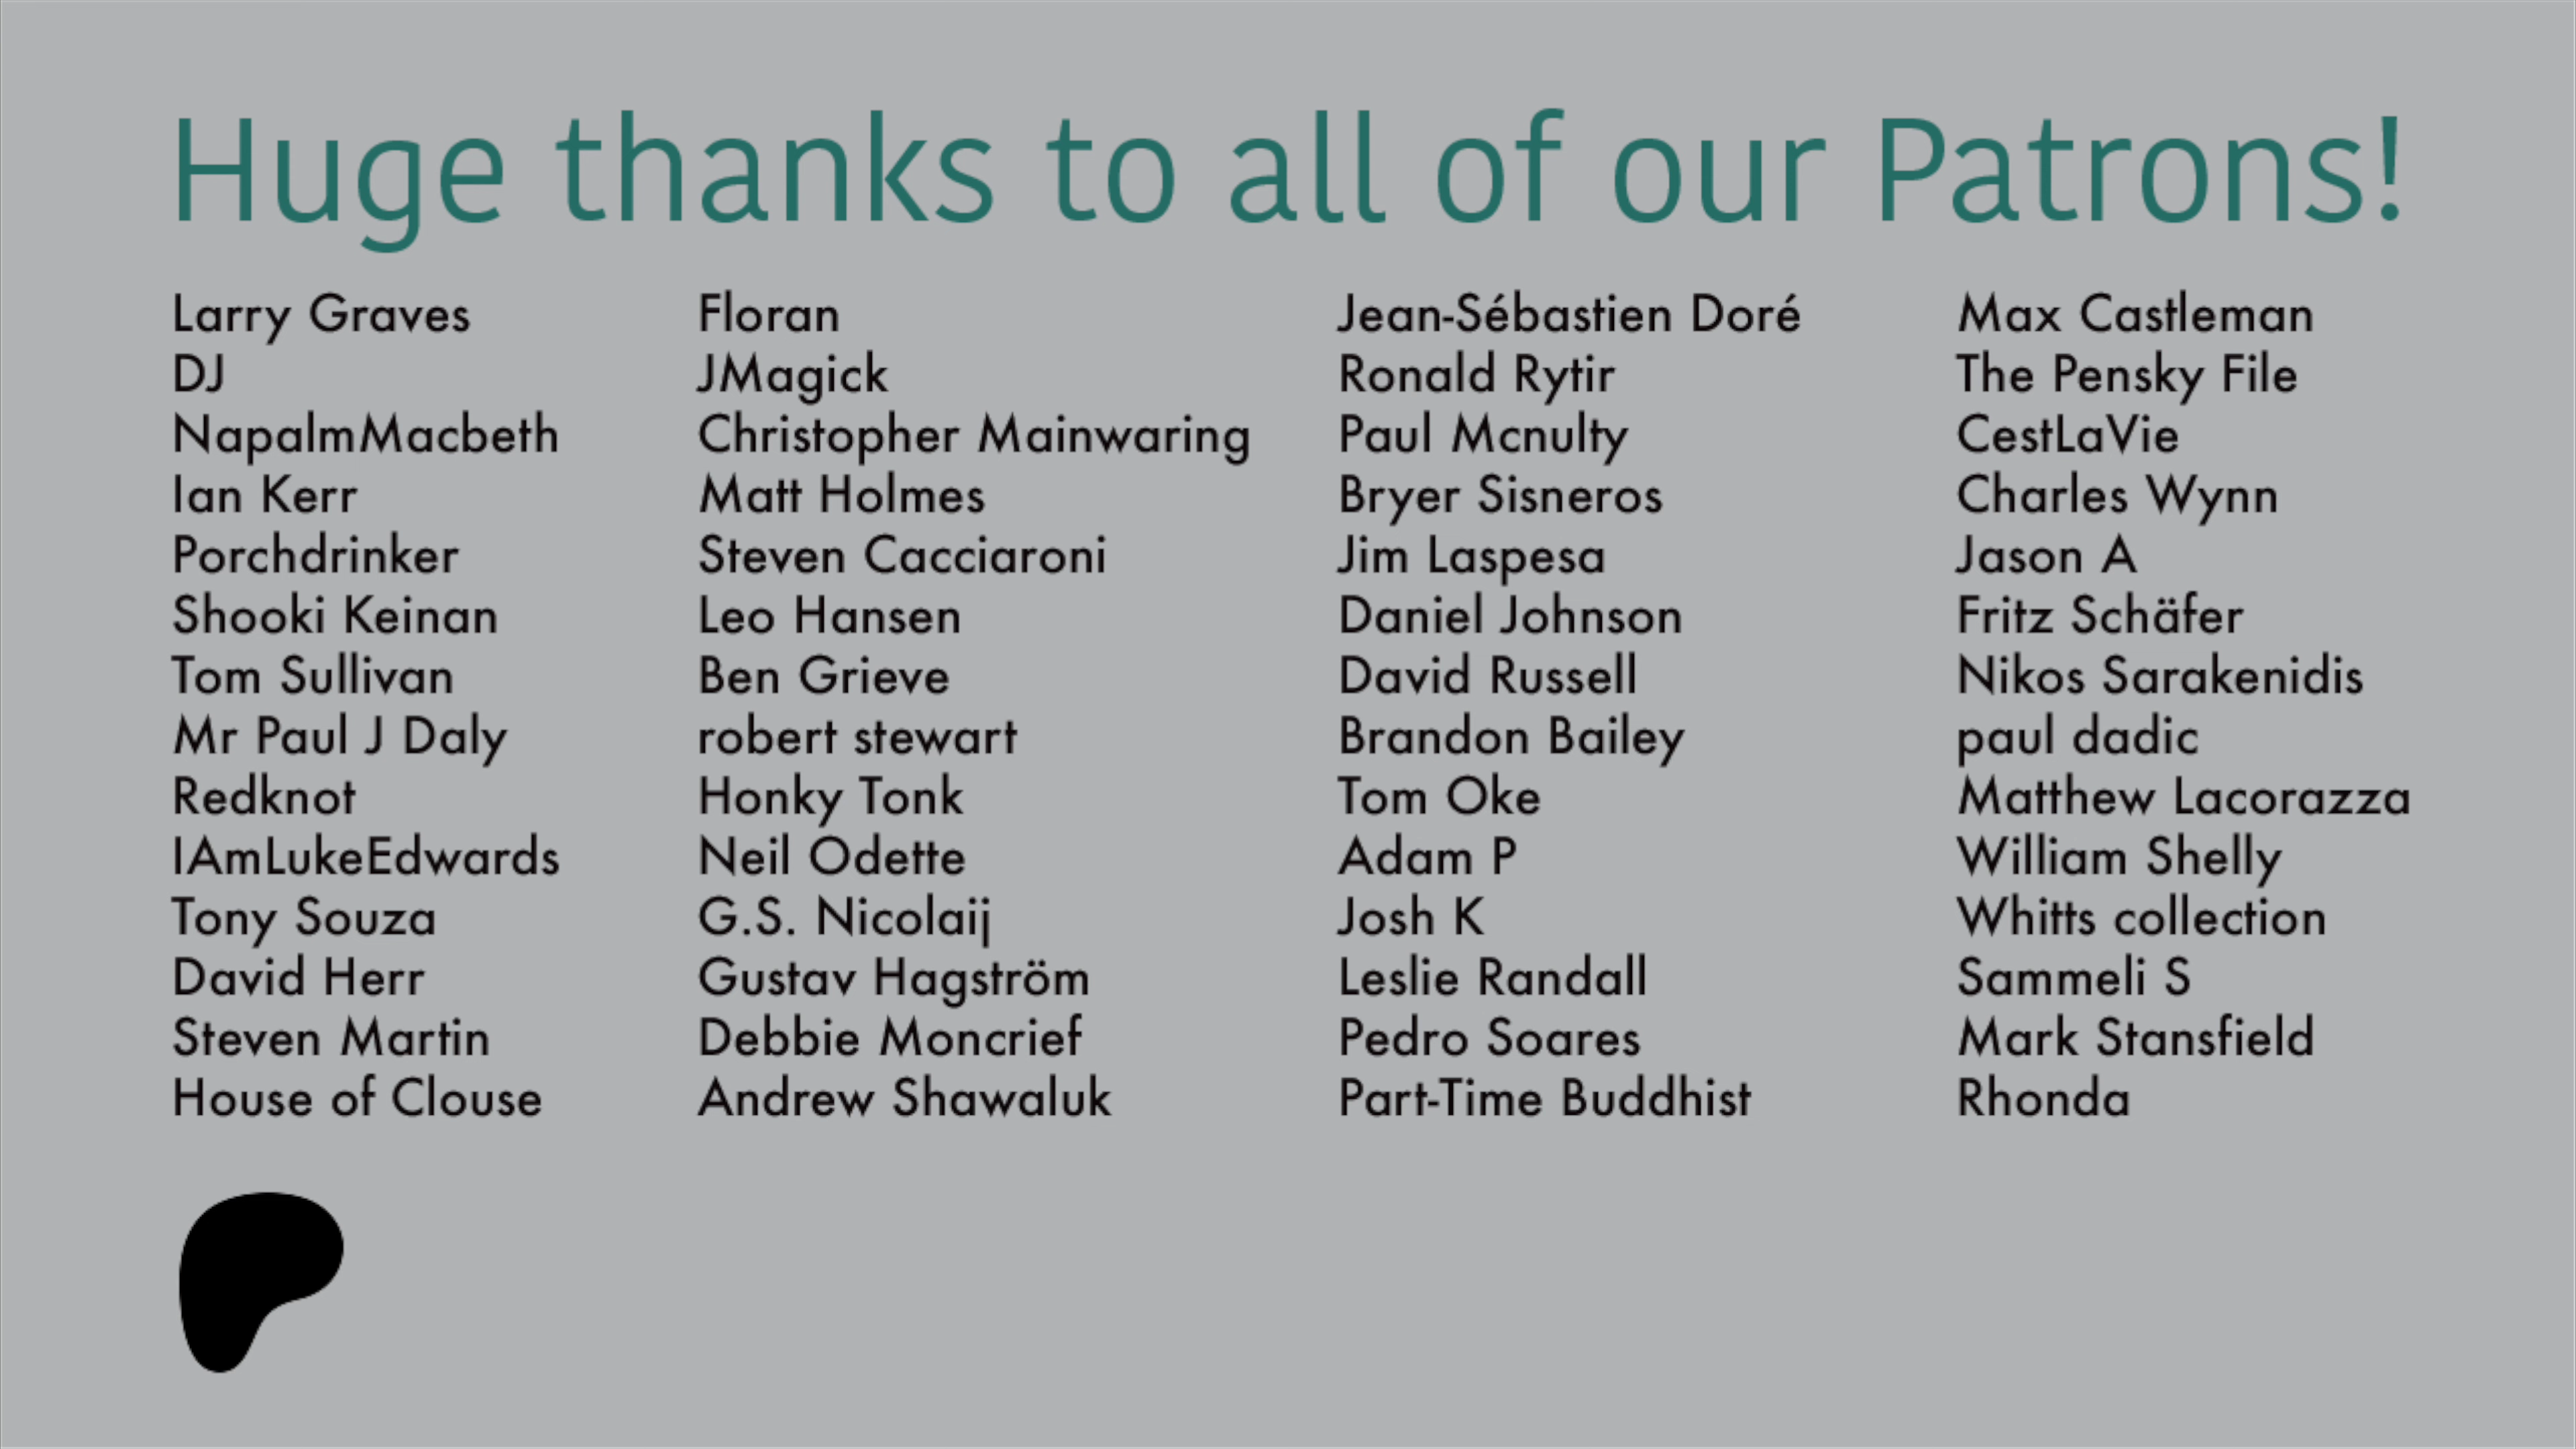 Huge thanks to all of our Patrons!
Larry Graves
DJ
NapalmMacbeth
Ian Kerr
Porchdrinker
Shooki Keinan
Tom Sullivan
Mr Paul J Daly
Redknot
IAmLukeEdwards
Tony Souza
David Herr
Steven Martin
House of Clouse
Floran
JMagick
Christopher Mainwaring
Matt Holmes
Steven Cacciaroni
Leo Hansen
Ben Grieve
robert stewart
Honky Tonk
Neil Odette
G.S. Nicolaij
Gustav Hagström
Debbie Moncrief
Andrew Shawaluk
Jean-Sébastien Doré
Ronald Rytir
Paul Mcnulty
Bryer Sisneros
Jim Laspesa
Daniel Johnson
David Russell
Brandon Bailey
Tom Oke
Adam P
Josh K
Leslie Randall
Pedro Soares
Part-Time Buddhist
Max Castleman
The Pensky File
CestLaVie
Charles Wynn
Jason A
Fritz Schäfer
Nikos Sarakenidis
paul dadic
Matthew Lacorazza
William Shelly
Whitts collection
Sammeli S
Mark Stansfield
Rhonda